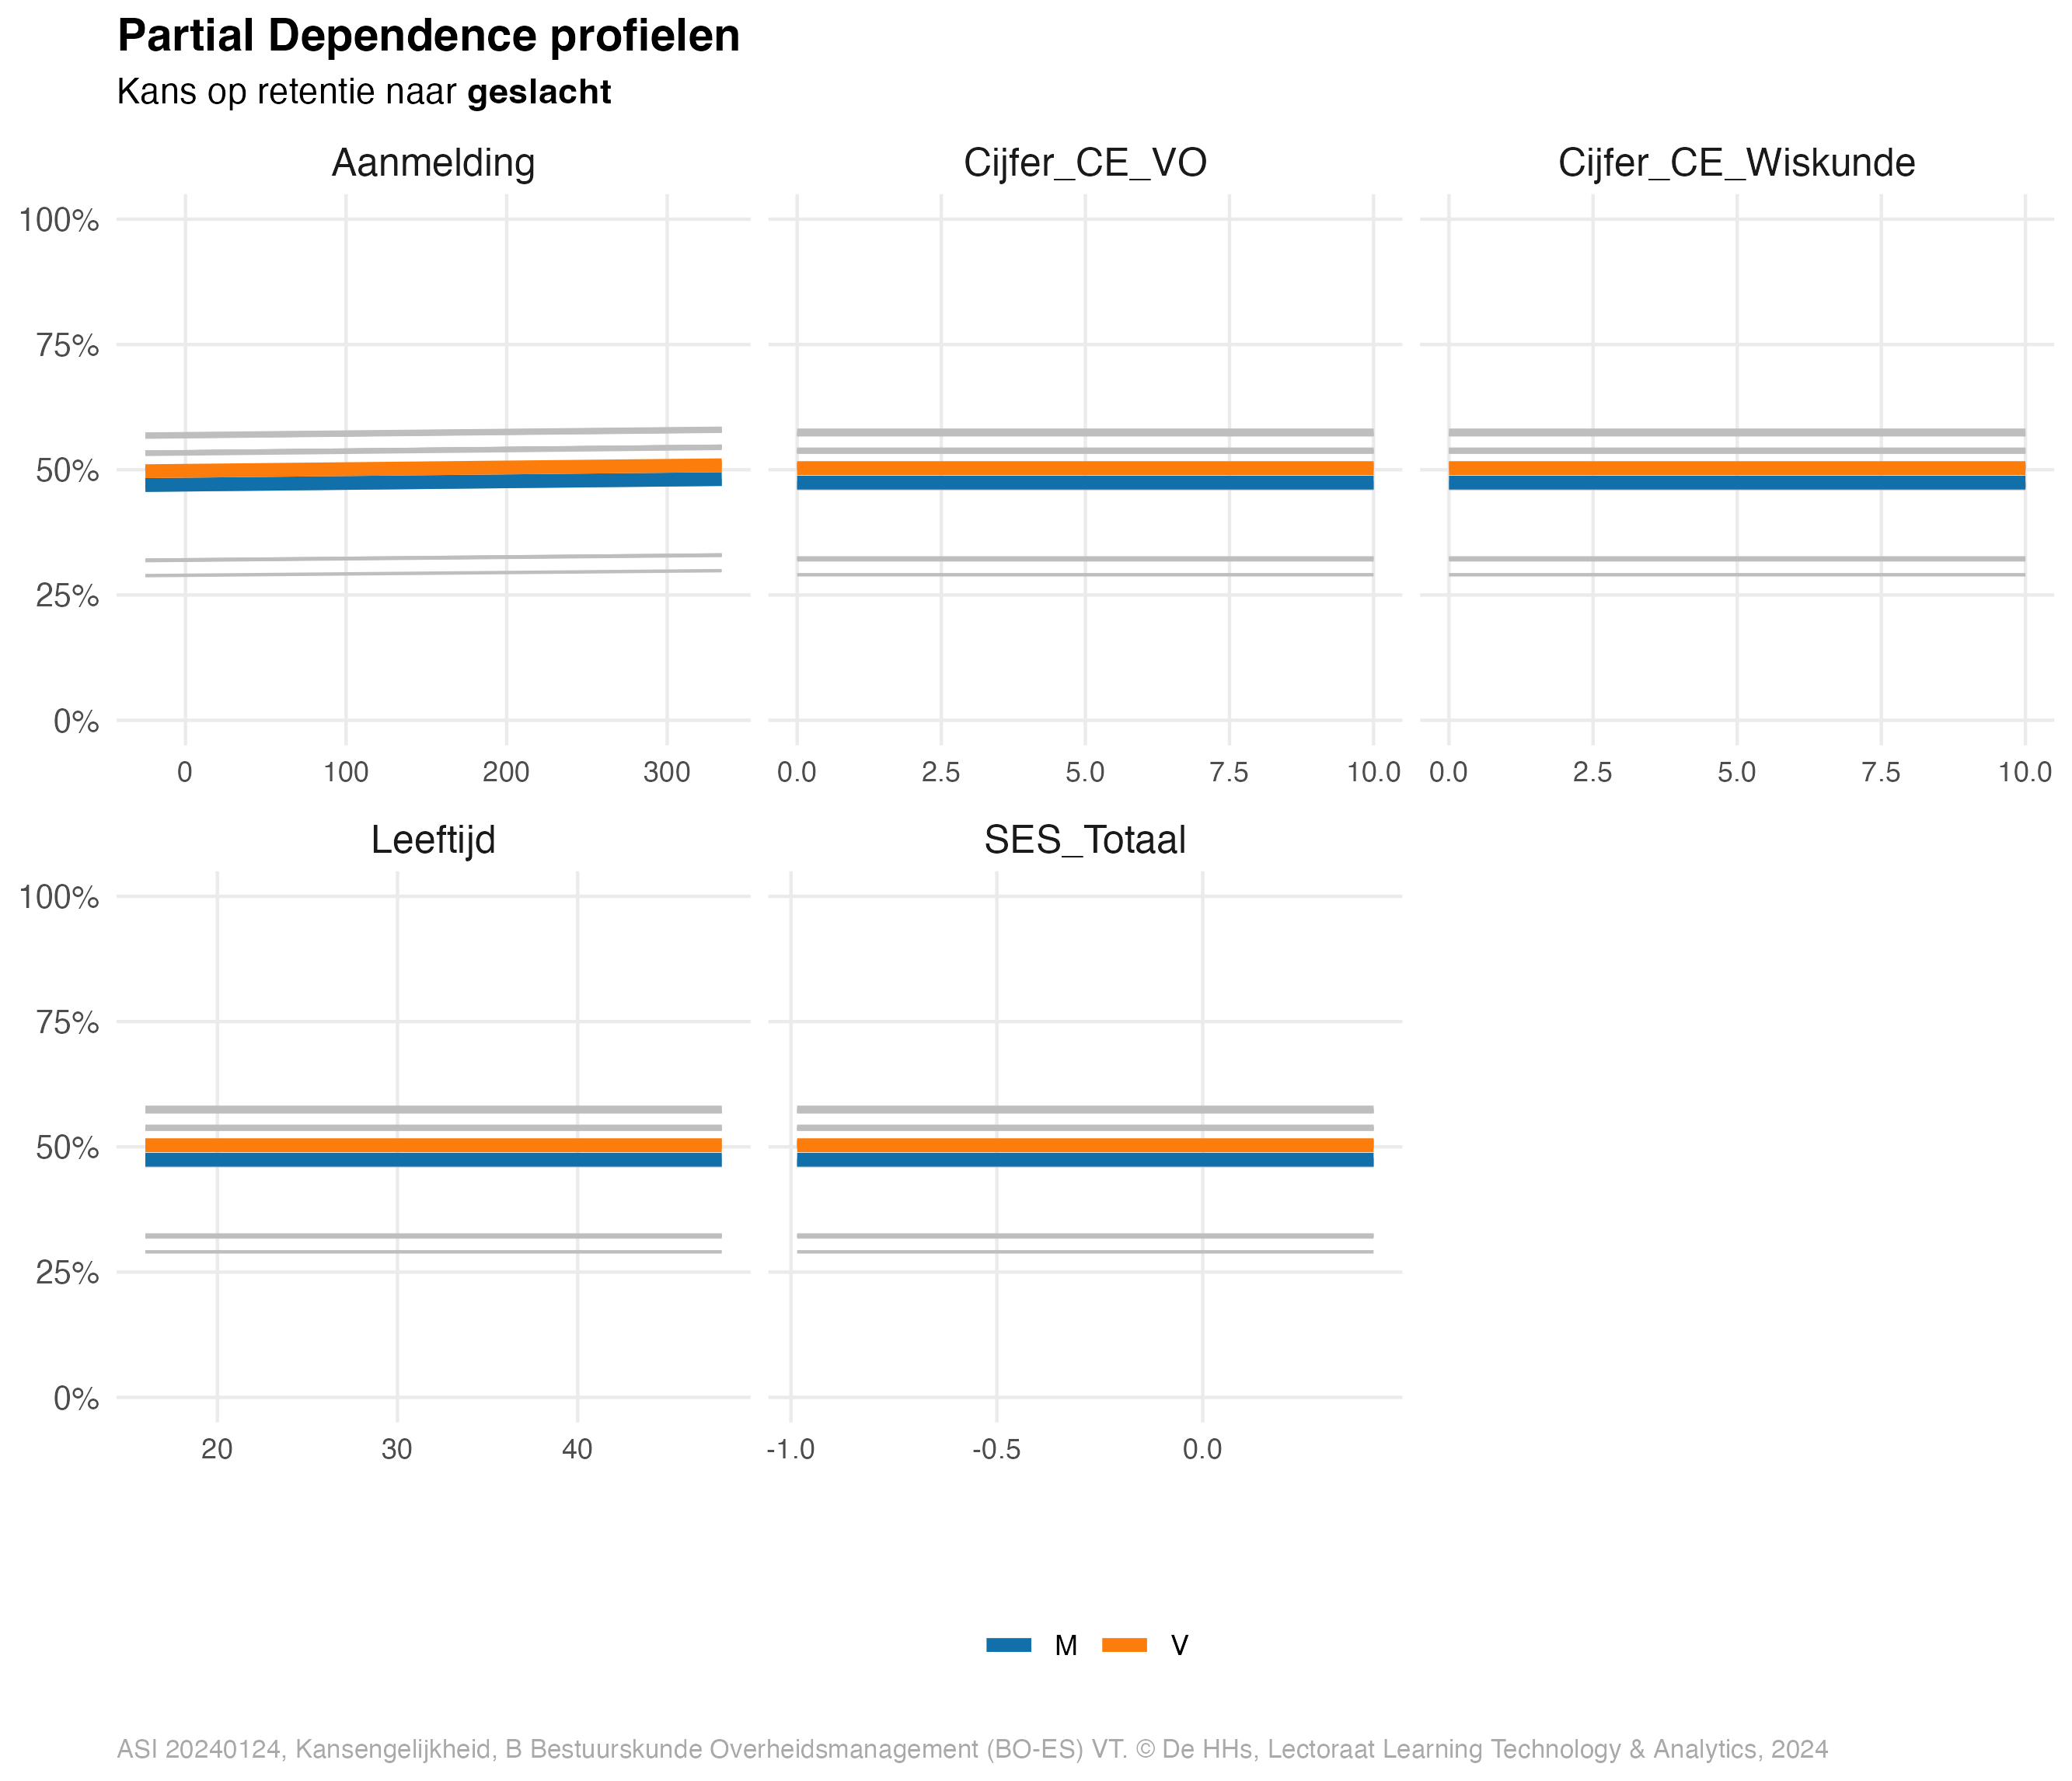 Partial Dependence profielen
Kans op retentie naar geslacht
Aanmelding
Cijfer_CE_VO
Cijfer_CE_Wiskunde
100%
75%
50%
25%
0%
0 100 200 300
0.0 2.5 5.0 7.5 10.0
0.0 2.5 5.0 7.5 10.0
Leeftijd
SES_Totaal
100%
75%
50%
25%
0%
20 30 40
-1.0 -0.5 0.0
M V
ASI 20240124, Kansengelijkheid, B Bestuurskunde Overheidsmanagement (BO-ES) VT. © De HHs, Lectoraat Learning Technology & Analytics, 2024